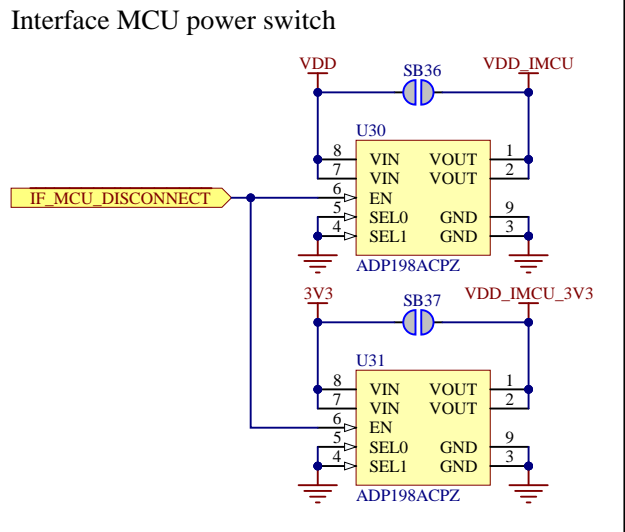 Interface MCU power switch
VDD
SB36
VDD_IMCU
U30
8 VIN VOUT 1
7 VIN VOUT 2
IF_MCU_DISCONNECT
6 EN
5 SEL0 GND 9
4 SEL1 GND 3
ADP198ACPZ
3V3
SB37
VDD_IMCU_3V3
U31
8 VIN VOUT 1
7 VIN VOUT 2
6 EN
5 SEL0 GND 9
4 SEL1 GND 3
ADP198ACPZ